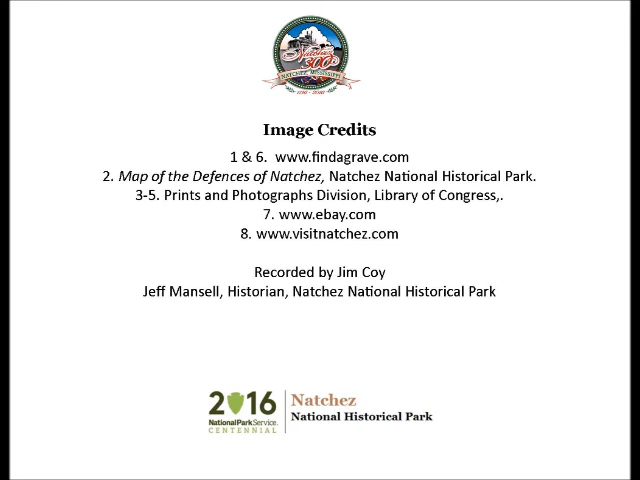 Natchez
300
NATCHEZ, MISSISSIPPI
1716 - 2016
Image Credits
1 & 6. www.findagrave.com
2. Map of the Defences of Natchez, Natchez National Historical Park.
3-5. Prints and Photographs Division, Library of Congress,.
7. www.ebay.com
8. www.visitnatchez.com
Recorded by Jim Coy
Jeff Mansell, Historian, Natchez National Historical Park
2016
National Park Service
CENTENNIAL
Natchez
National Historical Park